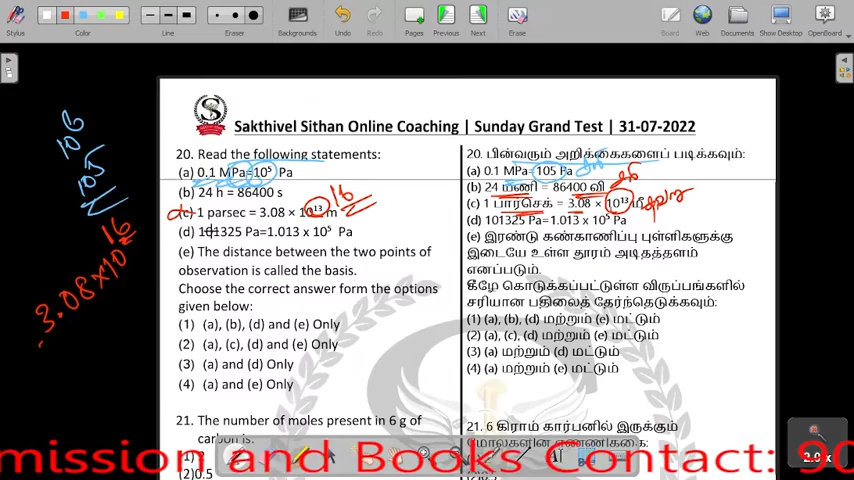 Stylus
Color
Line
Eraser
Backgrounds
Undo
Redo
Pages
Previous
Next
Erase
Board
Web
Documents
Show Desktop
OpenBoard
Sakthivel Sithan Online Coaching | Sunday Grand Test | 31-07-2022
20. Read the following statements:
(a) 0.1 MPa=10⁵ Pa
(b) 24 h = 86400 s
(c) 1 parsec = 3.08 × 10¹³ m
16
(d) 101325 Pa=1.013 x 10⁵ Pa
(e) The distance between the two points of
observation is called the basis.
Choose the correct answer form the options
given below:
(1) (a), (b), (d) and (e) Only
(2) (a), (c), (d) and (e) Only
(3) (a) and (d) Only
(4) (a) and (e) Only
21. The number of moles present in 6 g of
carbon is:
(2)0.5
20. பின்வரும் அறிக்கைகளைப் படிக்கவும்:
(a) 0.1 MPa = 105 Pa
(b) 24 மணி = 86400 வி
(c) 1 பார்செக் = 3.08 × 10¹³ மீ
(d) 101325 Pa=1.013 x 10⁵ Pa
(e) இரண்டு கண்காணிப்பு புள்ளிகளுக்கு
இடையே உள்ள தூரம் அடிதத்தளம்
எனப்படும்.
கீழே கொடுக்கப்பட்டுள்ள விருப்பங்களில்
சரியான பதிலைத் தேர்ந்தெடுக்கவும்:
(1) (a), (b), (d) மற்றும் (e) மட்டும்
(2) (a), (c), (d) மற்றும் (e) மட்டும்
(3) (a) மற்றும் (d) மட்டும்
(4) (a) மற்றும் (e) மட்டும்
21. 6 கிராம் கார்பனில் இருக்கும்
மோல்களின் எண்ணிக்கை:
10⁶
10⁵
3.08×10¹⁶
mission and Books Contact: 90
2.0 x